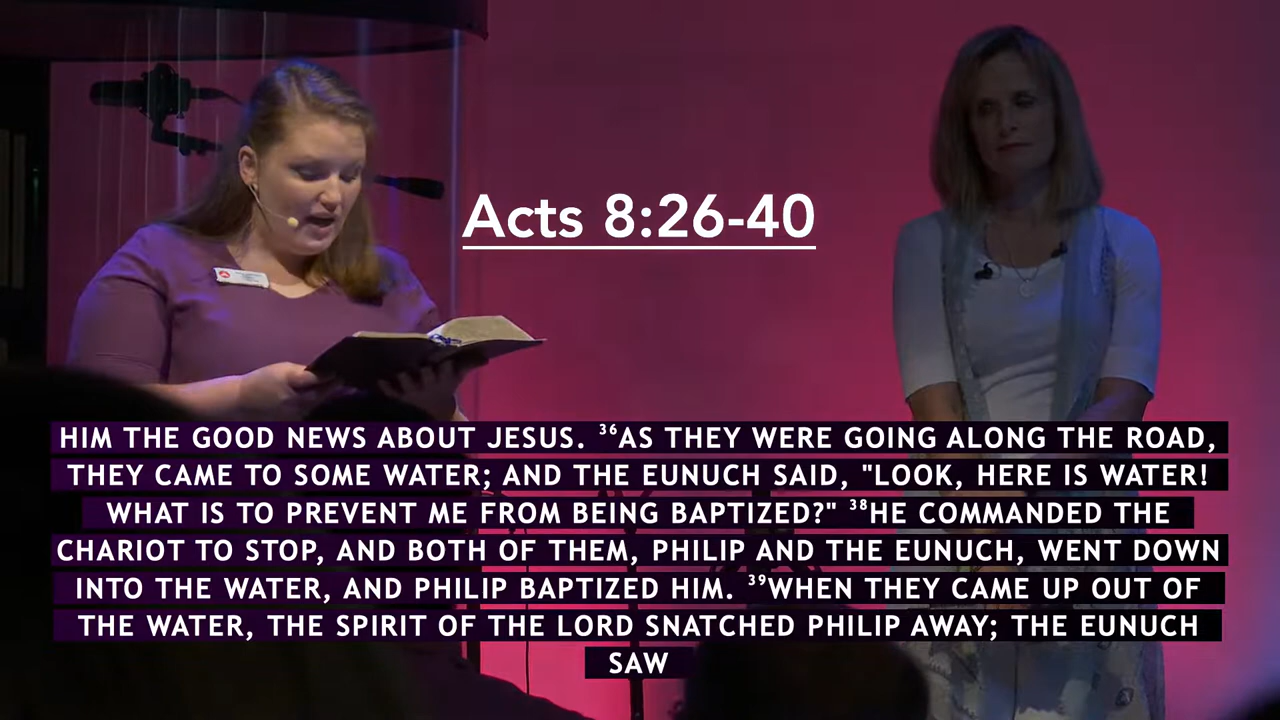 Acts 8:26-40
HIM THE GOOD NEWS ABOUT JESUS. ³⁶AS THEY WERE GOING ALONG THE ROAD,
THEY CAME TO SOME WATER; AND THE EUNUCH SAID, "LOOK, HERE IS WATER!
WHAT IS TO PREVENT ME FROM BEING BAPTIZED?" ³⁸HE COMMANDED THE
CHARIOT TO STOP, AND BOTH OF THEM, PHILIP AND THE EUNUCH, WENT DOWN
INTO THE WATER, AND PHILIP BAPTIZED HIM. ³⁹WHEN THEY CAME UP OUT OF
THE WATER, THE SPIRIT OF THE LORD SNATCHED PHILIP AWAY; THE EUNUCH
SAW